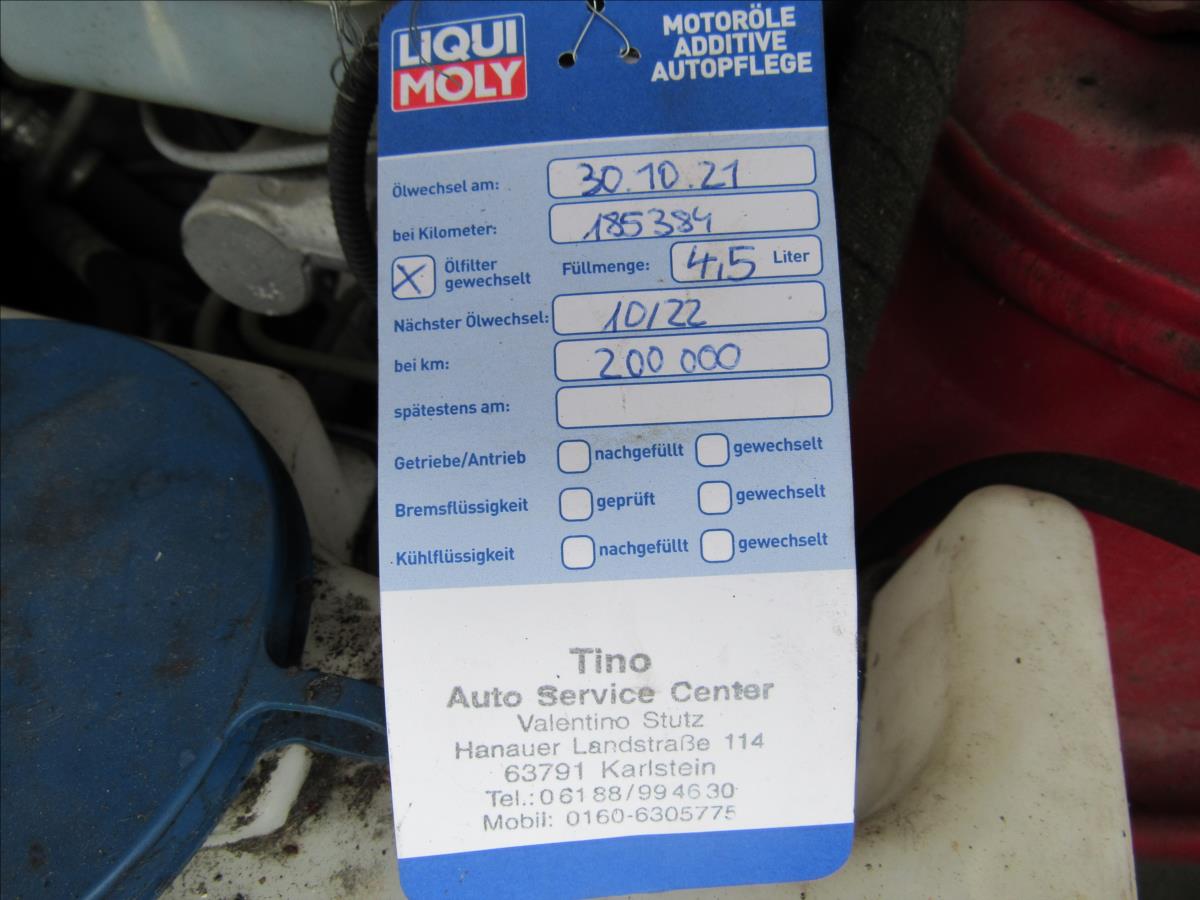 LIQUI
MOLY
MOTORÖLE
ADDITIVE
AUTOPFLEGE
Ölwechsel am: 30.10.21
bei Kilometer: 185384
X Ölfilter gewechselt Füllmenge: 4,5 Liter
Nächster Ölwechsel: 10/22
bei km: 200 000
spätestens am:
Getriebe/Antrieb nachgefüllt gewechselt
Bremsflüssigkeit geprüft gewechselt
Kühlflüssigkeit nachgefüllt gewechselt
Tino
Auto Service Center
Valentino Stutz
Hanauer Landstraße 114
63791 Karlstein
Tel.: 06188/994630
Mobil: 0160-6305775